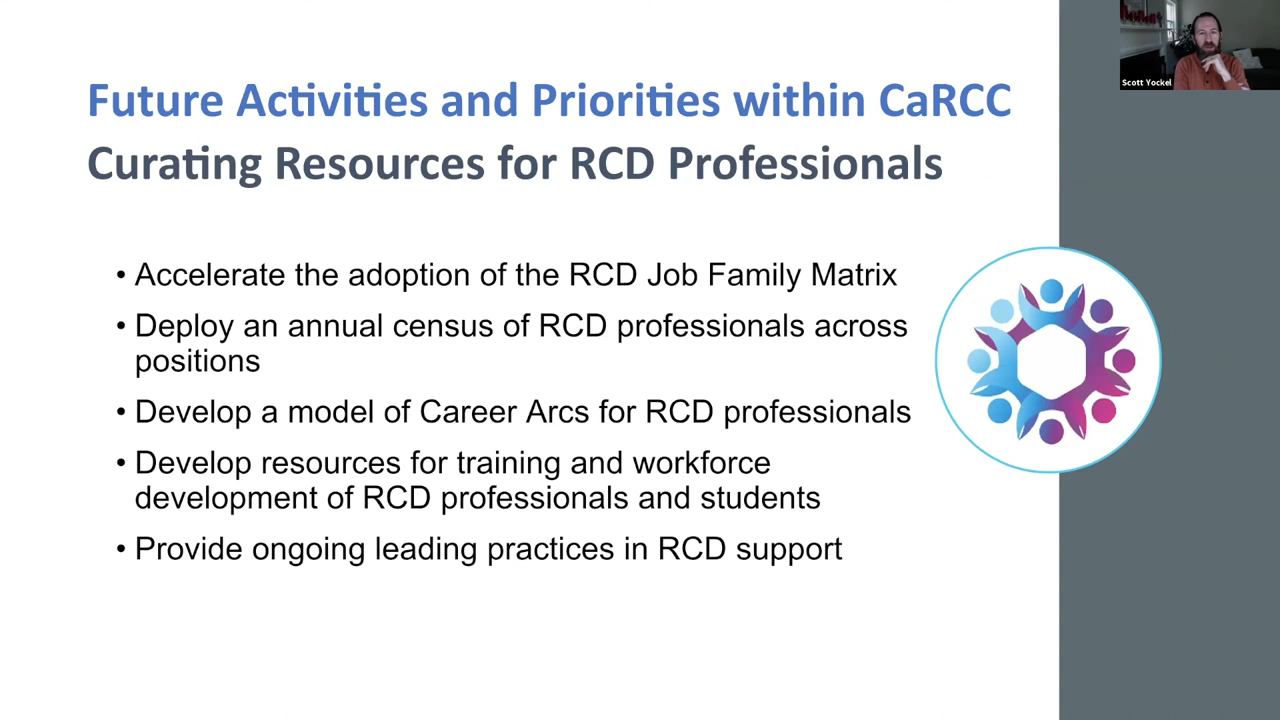 Future Activities and Priorities within CaRCC
Curating Resources for RCD Professionals
• Accelerate the adoption of the RCD Job Family Matrix
• Deploy an annual census of RCD professionals across
positions
• Develop a model of Career Arcs for RCD professionals
• Develop resources for training and workforce
development of RCD professionals and students
• Provide ongoing leading practices in RCD support
Scott Yockel